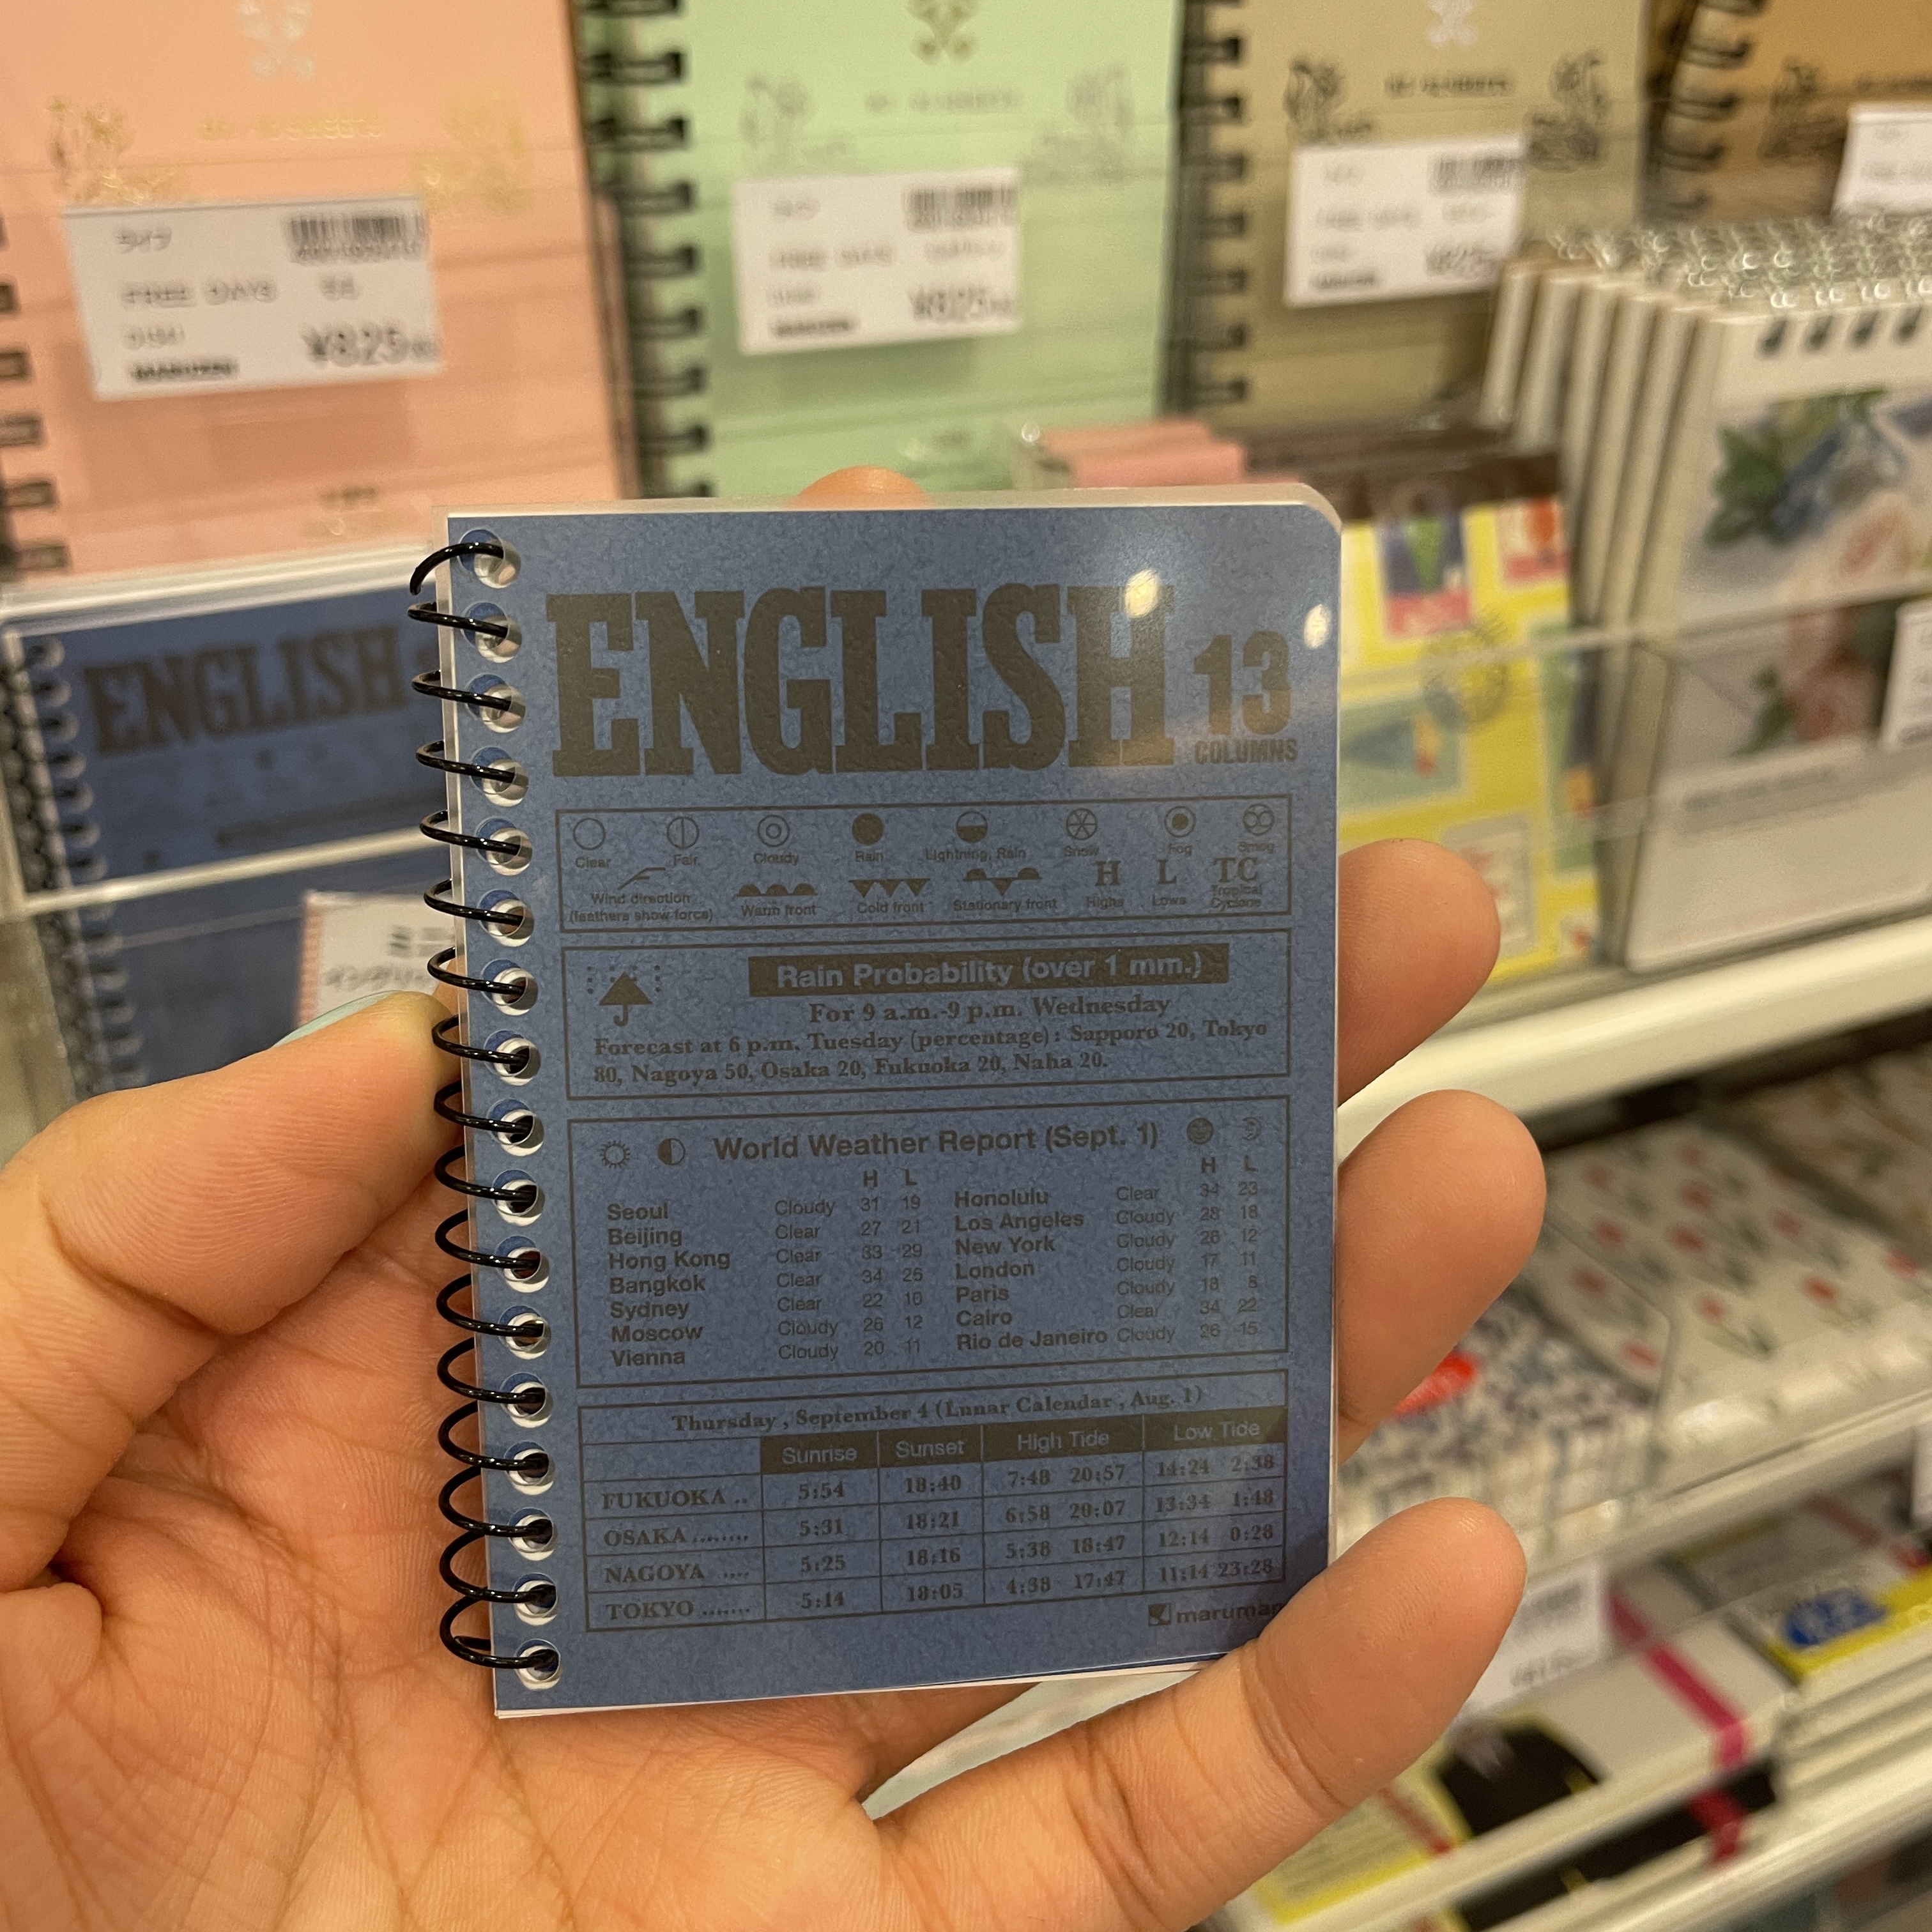 ライフ
FREE DAYS
¥825
FREE DAYS
¥825
ENGLISH
ENGLISH 13
COLUMNS
Clear Fair Cloudy Rain Lightning, Rain Snow Fog Smog
H L TC
Wind direction (feathers show force) Warm front Cold front Stationary front Highs Lows Tropical Cyclone
Rain Probability (over 1 mm.)
For 9 a.m.-9 p.m. Wednesday
Forecast at 6 p.m. Tuesday (percentage) : Sapporo 20, Tokyo
80, Nagoya 50, Osaka 20, Fukuoka 20, Naha 20.
World Weather Report (Sept. 1)
H L H L
Seoul Cloudy 31 19 Honolulu Clear 34 23
Beijing Clear 27 21 Los Angeles Cloudy 28 18
Hong Kong Clear 33 29 New York Cloudy 26 12
Bangkok Clear 34 26 London Cloudy 17 11
Sydney Clear 22 10 Paris Cloudy 18 8
Moscow Cloudy 26 12 Cairo Clear 34 22
Vienna Cloudy 20 11 Rio de Janeiro Cloudy 26 15
Thursday, September 4 (Lunar Calendar, Aug. 1)
Sunrise Sunset High Tide Low Tide
FUKUOKA .. 5:54 18:40 7:48 20:57 14:24 2:38
OSAKA ........ 5:31 18:21 6:58 20:07 13:34 1:48
NAGOYA .... 5:25 18:16 5:38 18:47 12:14 0:28
TOKYO ....... 5:14 18:05 4:38 17:47 11:14 23:28
maruman